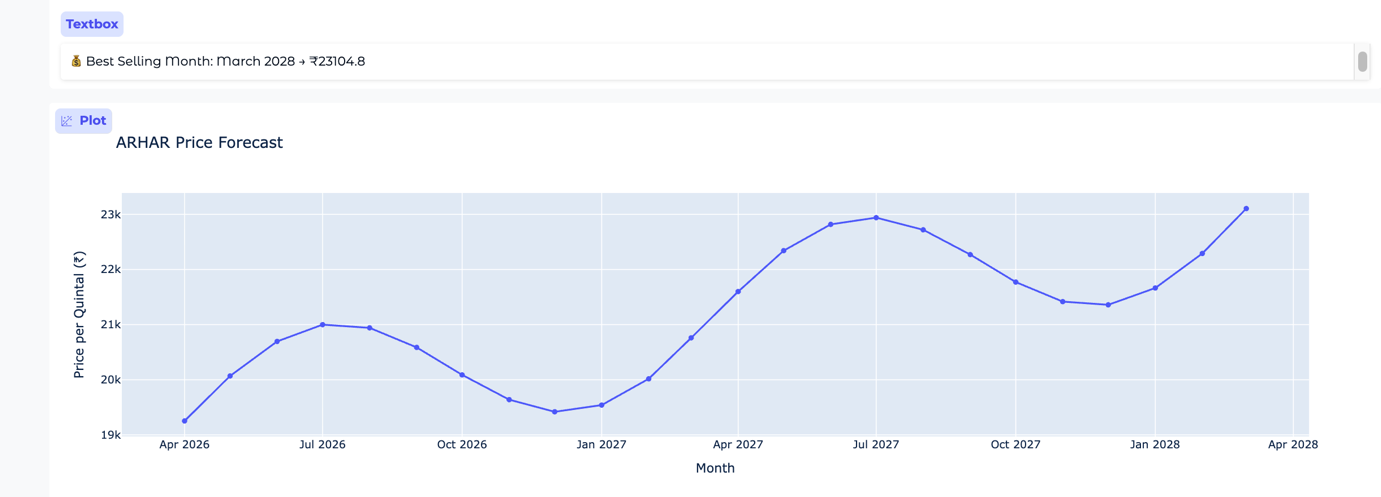 Textbox
💰 Best Selling Month: March 2028 → ₹23104.8
Plot
ARHAR Price Forecast
Price per Quintal (₹)
23k
22k
21k
20k
19k
Apr 2026 Jul 2026 Oct 2026 Jan 2027 Apr 2027 Jul 2027 Oct 2027 Jan 2028 Apr 2028
Month